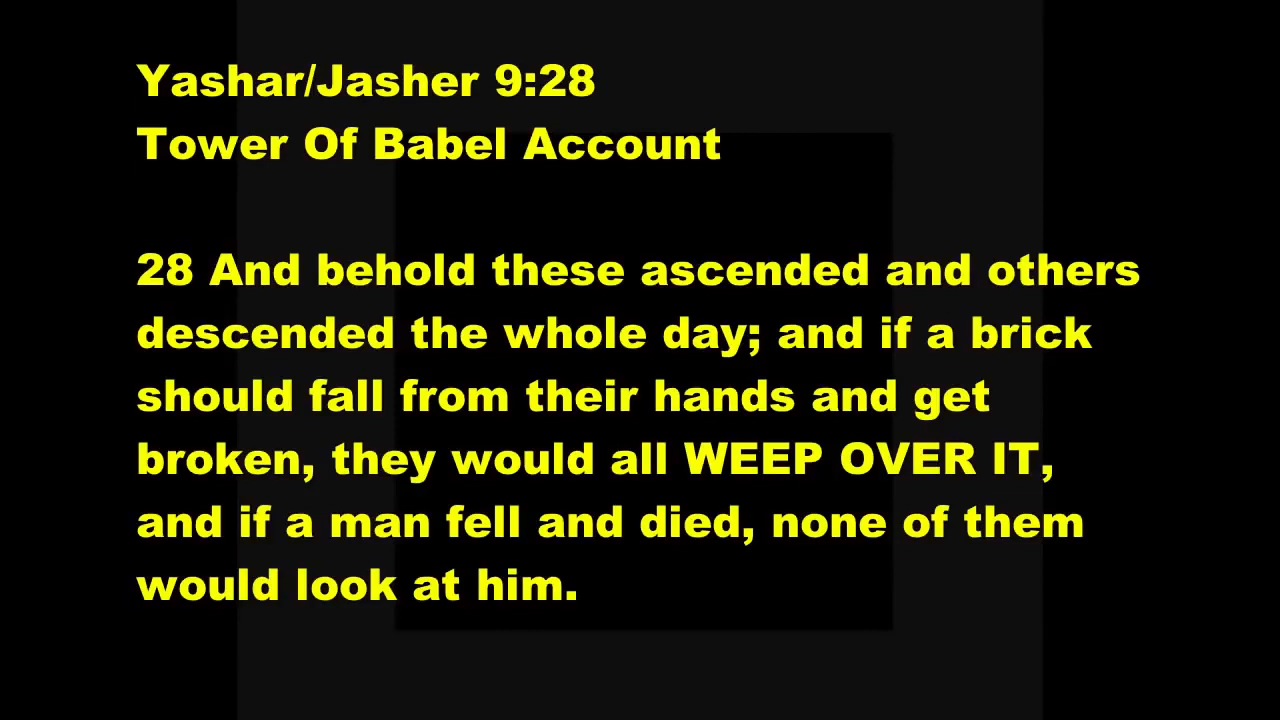 Yashar/Jasher 9:28
Tower Of Babel Account
28 And behold these ascended and others
descended the whole day; and if a brick
should fall from their hands and get
broken, they would all WEEP OVER IT,
and if a man fell and died, none of them
would look at him.